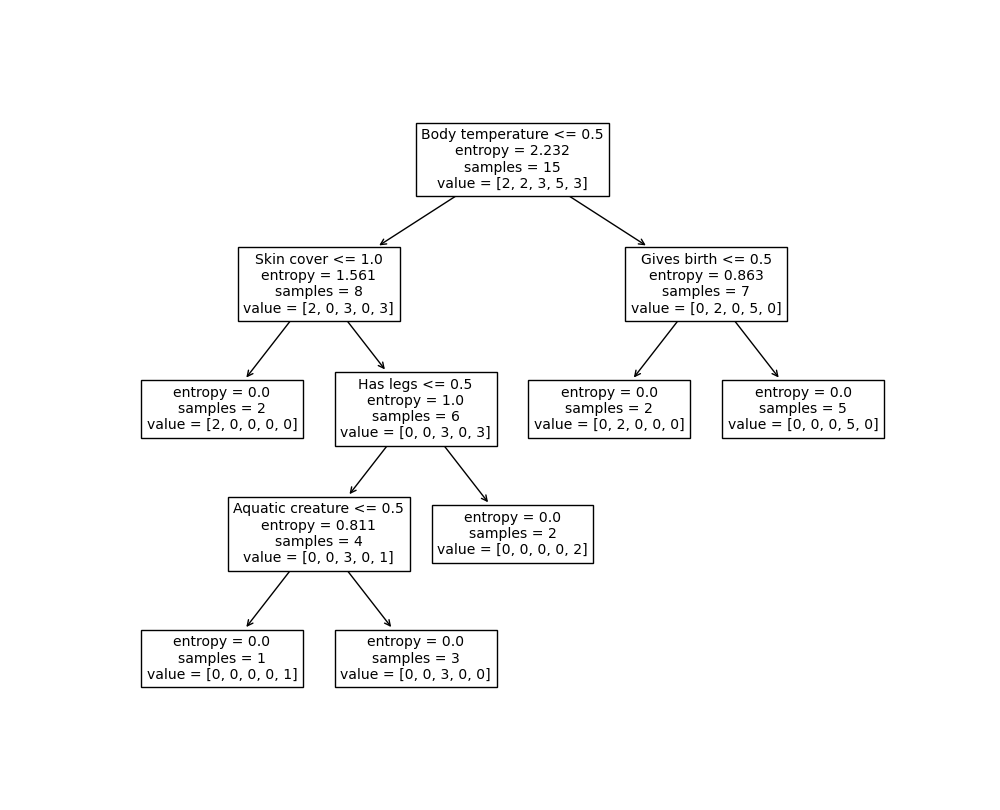 Body temperature <= 0.5
entropy = 2.232
samples = 15
value = [2, 2, 3, 5, 3]
Skin cover <= 1.0
entropy = 1.561
samples = 8
value = [2, 0, 3, 0, 3]
Gives birth <= 0.5
entropy = 0.863
samples = 7
value = [0, 2, 0, 5, 0]
entropy = 0.0
samples = 2
value = [2, 0, 0, 0, 0]
Has legs <= 0.5
entropy = 1.0
samples = 6
value = [0, 0, 3, 0, 3]
entropy = 0.0
samples = 2
value = [0, 2, 0, 0, 0]
entropy = 0.0
samples = 5
value = [0, 0, 0, 5, 0]
Aquatic creature <= 0.5
entropy = 0.811
samples = 4
value = [0, 0, 3, 0, 1]
entropy = 0.0
samples = 2
value = [0, 0, 0, 0, 2]
entropy = 0.0
samples = 1
value = [0, 0, 0, 0, 1]
entropy = 0.0
samples = 3
value = [0, 0, 3, 0, 0]